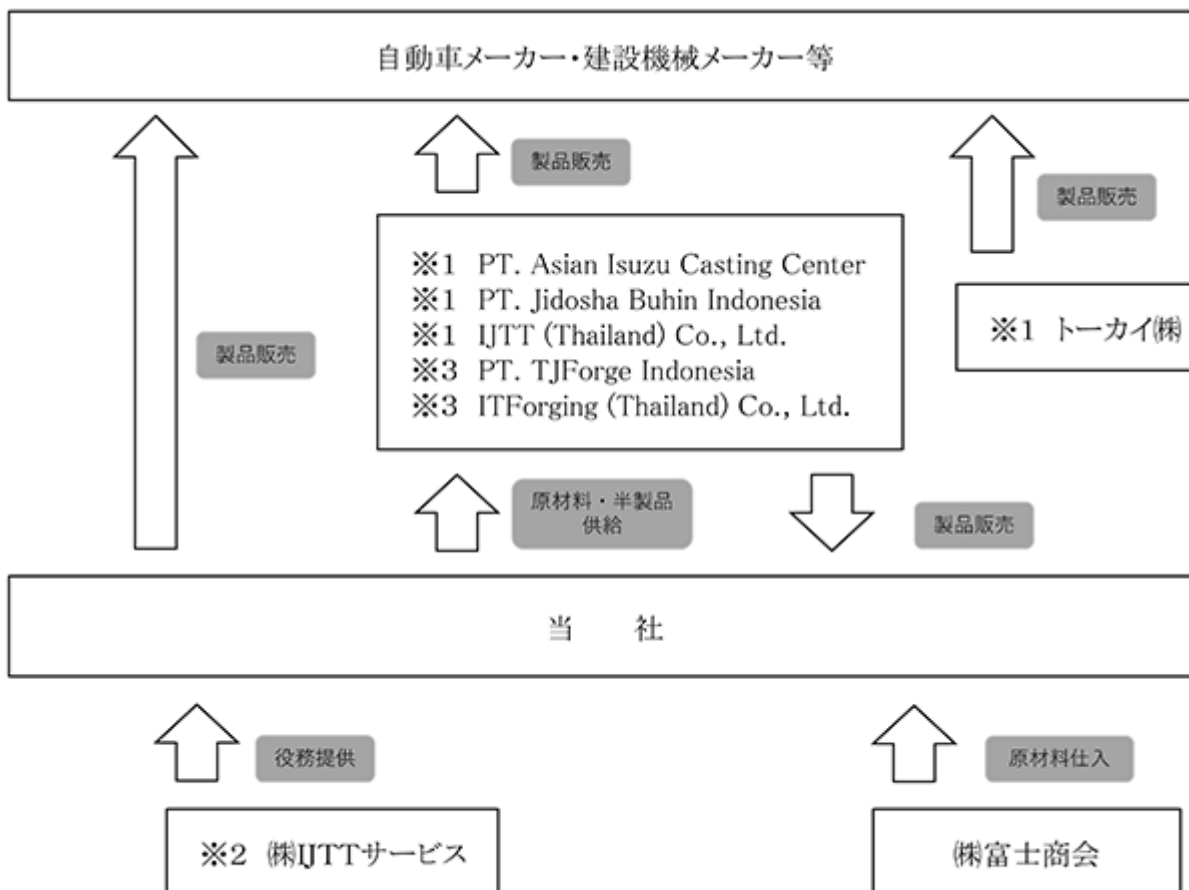 自動車メーカー・建設機械メーカー等
製品販売
製品販売
※1 PT. Asian Isuzu Casting Center
※1 PT. Jidosha Buhin Indonesia
※1 IJTT (Thailand) Co., Ltd.
※3 PT. TJForge Indonesia
※3 ITForging (Thailand) Co., Ltd.
※1 トーカイ㈱
製品販売
原材料・半製品
供給
製品販売
当　社
役務提供
原材料仕入
※2 ㈱IJTTサービス
㈱富士商会